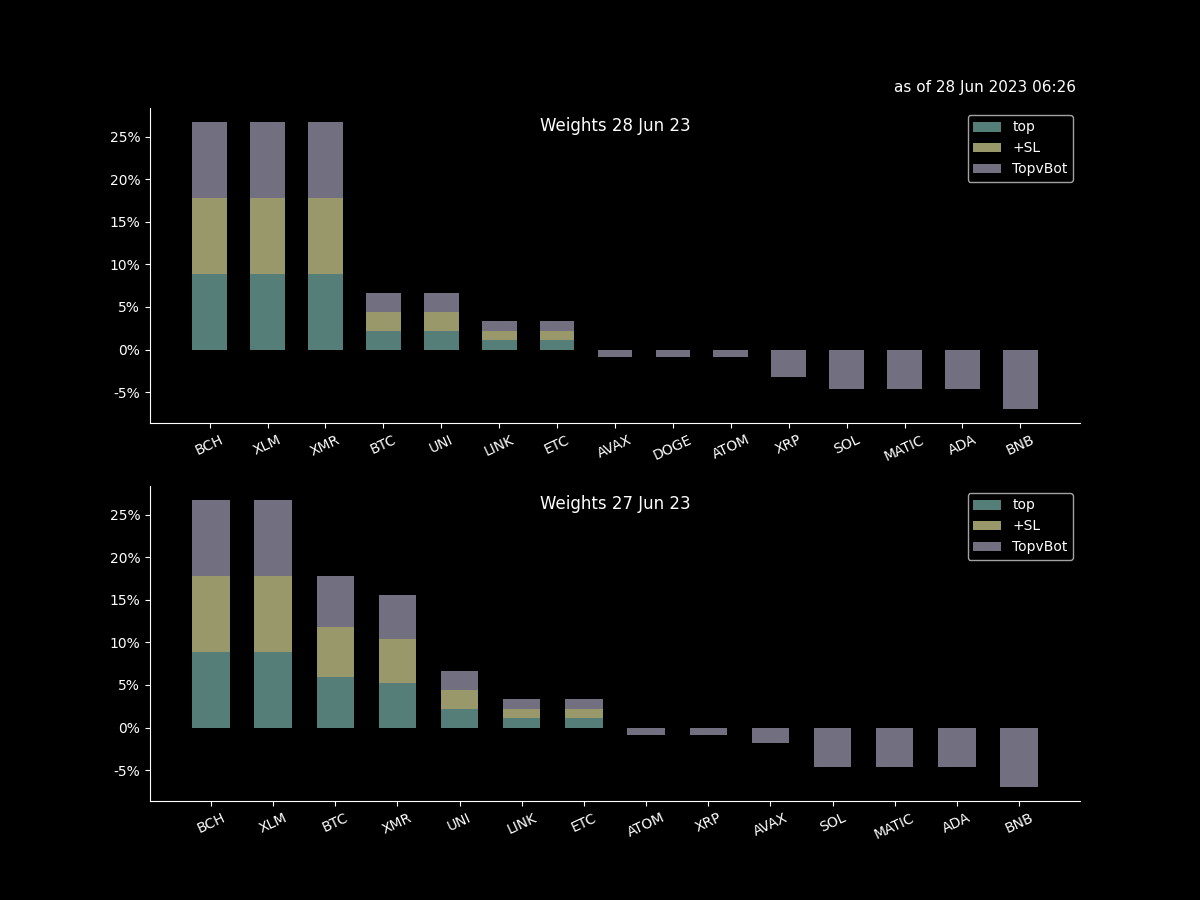 as of 28 Jun 2023 06:26
Weights 28 Jun 23
top
+SL
TopvBot
25%
20%
15%
10%
5%
0%
-5%
BCH XLM XMR BTC UNI LINK ETC AVAX DOGE ATOM XRP SOL MATIC ADA BNB
Weights 27 Jun 23
top
+SL
TopvBot
25%
20%
15%
10%
5%
0%
-5%
BCH XLM BTC XMR UNI LINK ETC ATOM XRP AVAX SOL MATIC ADA BNB